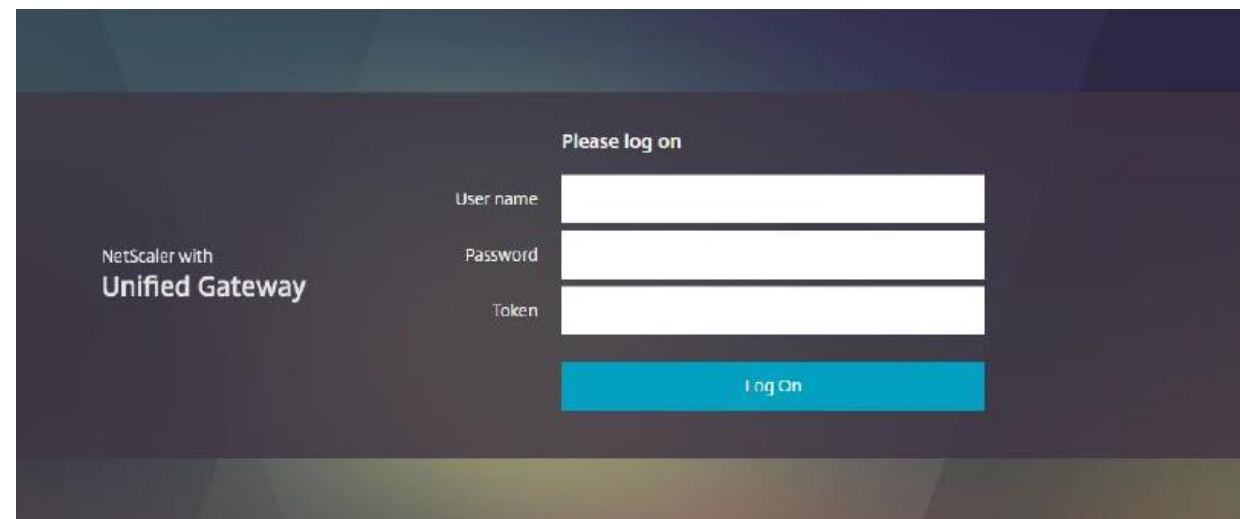 Please log on
User name
Password
NetScaler with
Unified Gateway
Token
Log On